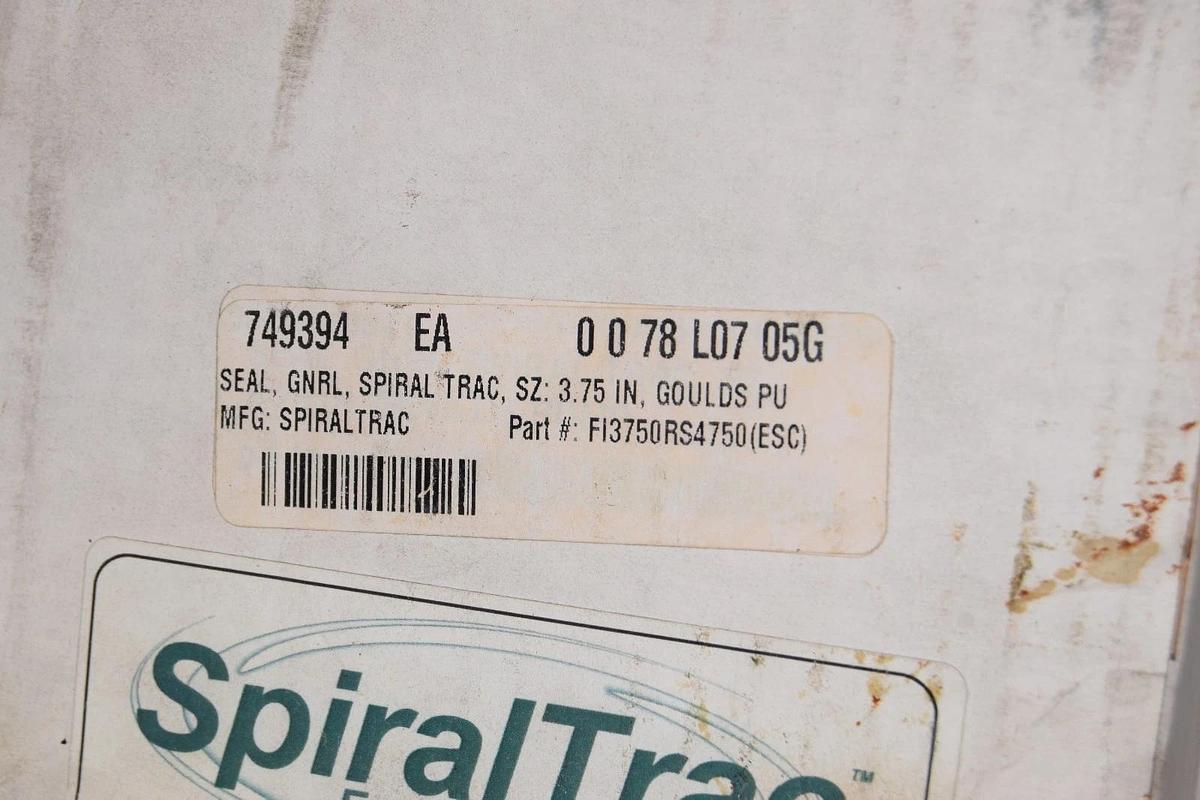 749394 EA 0 0 78 L07 05G
SEAL, GNRL, SPIRAL TRAC, SZ: 3.75 IN, GOULDS PU
MFG: SPIRALTRAC Part #: FI3750RS4750(ESC)
SpiralTrac™